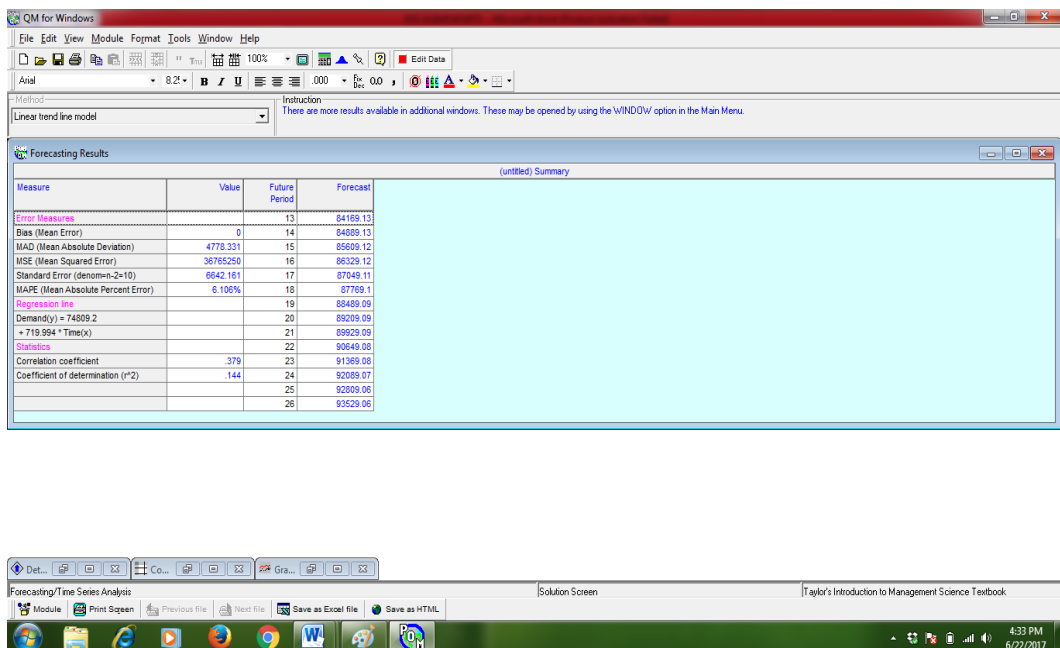 QM for Windows
File Edit View Module Format Tools Window Help
100% Edit Data
Arial 8.25 B I U .000 Fix Dec 0.0 ,
Method
Linear trend line model
Instruction
There are more results available in additional windows. These may be opened by using the WINDOW option in the Main Menu.
Forecasting Results
(untitled) Summary
Measure Value Future Period Forecast
Error Measures 13 84169.13
Bias (Mean Error) 0 14 84889.13
MAD (Mean Absolute Deviation) 4778.331 15 85609.12
MSE (Mean Squared Error) 36765250 16 86329.12
Standard Error (denom=n-2=10) 6642.161 17 87049.11
MAPE (Mean Absolute Percent Error) 6.106% 18 87769.1
Regression line 19 88489.09
Demand(y) = 74809.2 20 89209.09
+ 719.994 * Time(x) 21 89929.09
Statistics 22 90649.08
Correlation coefficient .379 23 91369.08
Coefficient of determination (r^2) .144 24 92089.07
25 92809.06
26 93529.06
Det... Co... Gra...
Forecasting/Time Series Analysis Solution Screen Taylor's Introduction to Management Science Textbook
Module Print Screen Previous file Next file Save as Excel file Save as HTML
4:33 PM
6/22/2017